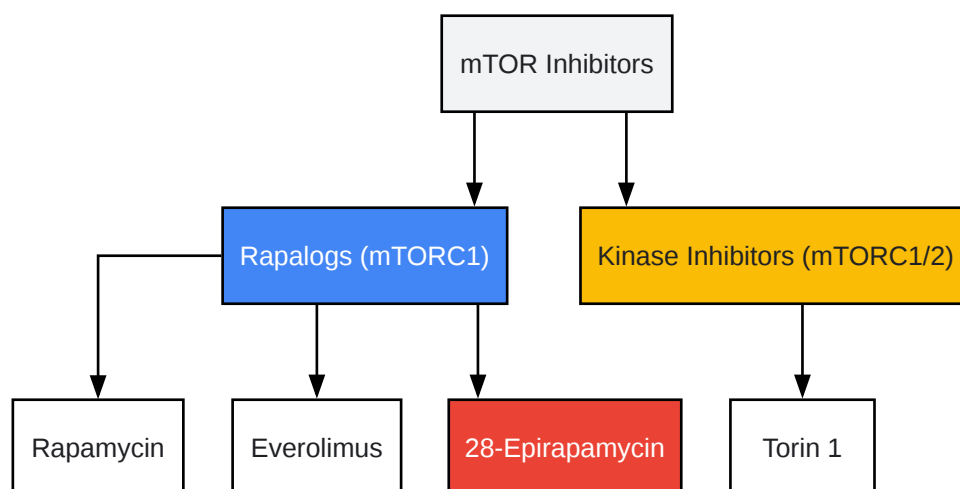 mTOR Inhibitors
Rapalogs (mTORC1)
Kinase Inhibitors (mTORC1/2)
Rapamycin
Everolimus
28-Epirapamycin
Torin 1